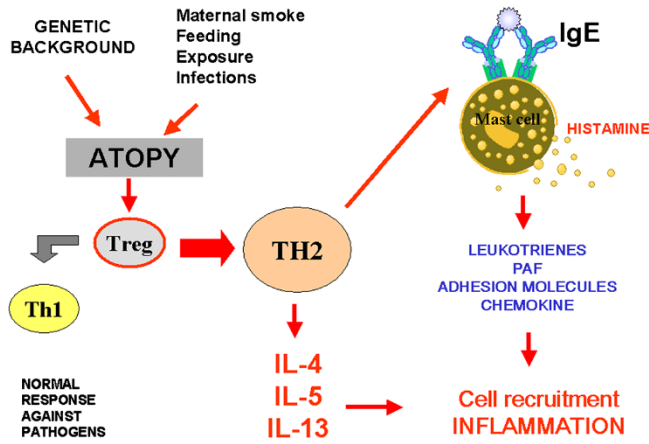 GENETIC
BACKGROUND
Maternal smoke
Feeding
Exposure
Infections
IgE
Mast cell
HISTAMINE
ATOPY
Treg
TH2
Th1
LEUKOTRIENES
PAF
ADHESION MOLECULES
CHEMOKINE
NORMAL
RESPONSE
AGAINST
PATHOGENS
IL-4
IL-5
IL-13
Cell recruitment
INFLAMMATION